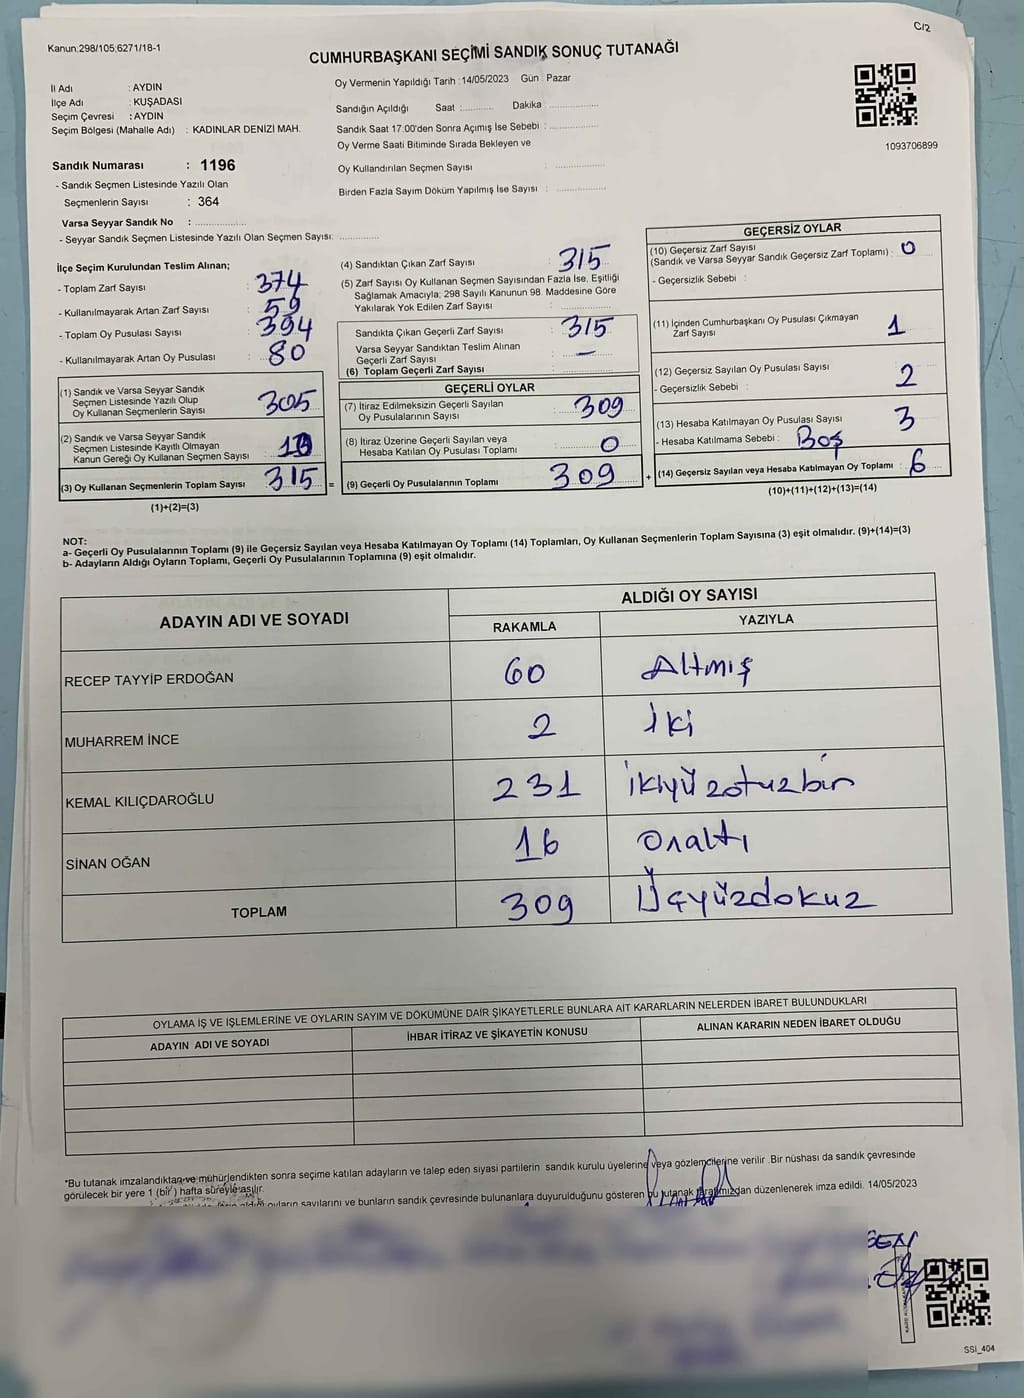 C/2
Kanun:298/105;6271/18-1
CUMHURBAŞKANI SEÇİMİ SANDIK SONUÇ TUTANAĞI
İl Adı : AYDIN
İlçe Adı : KUŞADASI
Seçim Çevresi : AYDIN
Seçim Bölgesi (Mahalle Adı) : KADINLAR DENİZİ MAH.
Sandık Numarası : 1196
- Sandık Seçmen Listesinde Yazılı Olan
Seçmenlerin Sayısı : 364
Varsa Seyyar Sandık No : ..................
- Seyyar Sandık Seçmen Listesinde Yazılı Olan Seçmen Sayısı: ..............
Oy Vermenin Yapıldığı Tarih : 14/05/2023 Gün : Pazar
Sandığın Açıldığı Saat :............ Dakika ..................
Sandık Saat 17:00'den Sonra Açımış İse Sebebi : ..................
Oy Verme Saati Bitiminde Sırada Bekleyen ve
Oy Kullandırılan Seçmen Sayısı : ..................
Birden Fazla Sayım Döküm Yapılmış İse Sayısı : ..................
1093706899
İlçe Seçim Kurulundan Teslim Alınan;
- Toplam Zarf Sayısı : 374
- Kullanılmayarak Artan Zarf Sayısı : 59
- Toplam Oy Pusulası Sayısı : 394
- Kullanılmayarak Artan Oy Pusulası : 80
(1) Sandık ve Varsa Seyyar Sandık
Seçmen Listesinde Yazılı Olup
Oy Kullanan Seçmenlerin Sayısı : 305
(2) Sandık ve Varsa Seyyar Sandık
Seçmen Listesinde Kayıtlı Olmayan
Kanun Gereği Oy Kullanan Seçmen Sayısı : 10
(3) Oy Kullanan Seçmenlerin Toplam Sayısı : 315 =
(1)+(2)=(3)
(4) Sandıktan Çıkan Zarf Sayısı : 315
(5) Zarf Sayısı Oy Kullanan Seçmen Sayısından Fazla İse, Eşitliği
Sağlamak Amacıyla, 298 Sayılı Kanunun 98. Maddesine Göre
Yakılarak Yok Edilen Zarf Sayısı : ..................
Sandıkta Çıkan Geçerli Zarf Sayısı : 315
Varsa Seyyar Sandıktan Teslim Alınan
Geçerli Zarf Sayısı : —
(6) Toplam Geçerli Zarf Sayısı : ..................
GEÇERLİ OYLAR
(7) İtiraz Edilmeksizin Geçerli Sayılan
Oy Pusulalarının Sayısı : 309
(8) İtiraz Üzerine Geçerli Sayılan veya
Hesaba Katılan Oy Pusulası Toplamı : 0
(9) Geçerli Oy Pusulalarının Toplamı : 309 +
GEÇERSİZ OYLAR
(10) Geçersiz Zarf Sayısı
(Sandık ve Varsa Seyyar Sandık Geçersiz Zarf Toplamı) : 0
- Geçersizlik Sebebi :
(11) İçinden Cumhurbaşkanı Oy Pusulası Çıkmayan
Zarf Sayısı : 1
(12) Geçersiz Sayılan Oy Pusulası Sayısı : 2
- Geçersizlik Sebebi :
(13) Hesaba Katılmayan Oy Pusulası Sayısı : 3
- Hesaba Katılmama Sebebi : Boş
(14) Geçersiz Sayılan veya Hesaba Katılmayan Oy Toplamı : 6
(10)+(11)+(12)+(13)=(14)
NOT:
a- Geçerli Oy Pusulalarının Toplamı (9) ile Geçersiz Sayılan veya Hesaba Katılmayan Oy Toplamı (14) Toplamları, Oy Kullanan Seçmenlerin Toplam Sayısına (3) eşit olmalıdır. (9)+(14)=(3)
b- Adayların Aldığı Oyların Toplamı, Geçerli Oy Pusulalarının Toplamına (9) eşit olmalıdır.
ADAYIN ADI VE SOYADI ALDIĞI OY SAYISI
RAKAMLA YAZIYLA
RECEP TAYYİP ERDOĞAN 60 Altmış
MUHARREM İNCE 2 İki
KEMAL KILIÇDAROĞLU 231 ikiyüzotuzbir
SİNAN OĞAN 16 Onaltı
TOPLAM 309 Üçyüzdokuz
OYLAMA İŞ VE İŞLEMLERİNE VE OYLARIN SAYIM VE DÖKÜMÜNE DAİR ŞİKAYETLERLE BUNLARA AİT KARARLARIN NELERDEN İBARET BULUNDUKLARI
ADAYIN ADI VE SOYADI İHBAR İTİRAZ VE ŞİKAYETİN KONUSU ALINAN KARARIN NEDEN İBARET OLDUĞU
*Bu tutanak imzalandıktan ve mühürlendikten sonra seçime katılan adayların ve talep eden siyasi partilerin sandık kurulu üyelerine veya gözlemcilerine verilir .Bir nüshası da sandık çevresinde
görülecek bir yere 1 (bir ) hafta süreyle asılır.
oyların sayılarını ve bunların sandık çevresinde bulunanlara duyurulduğunu gösteren bu tutanak tarafımızdan düzenlenerek imza edildi. 14/05/2023
SSI_404